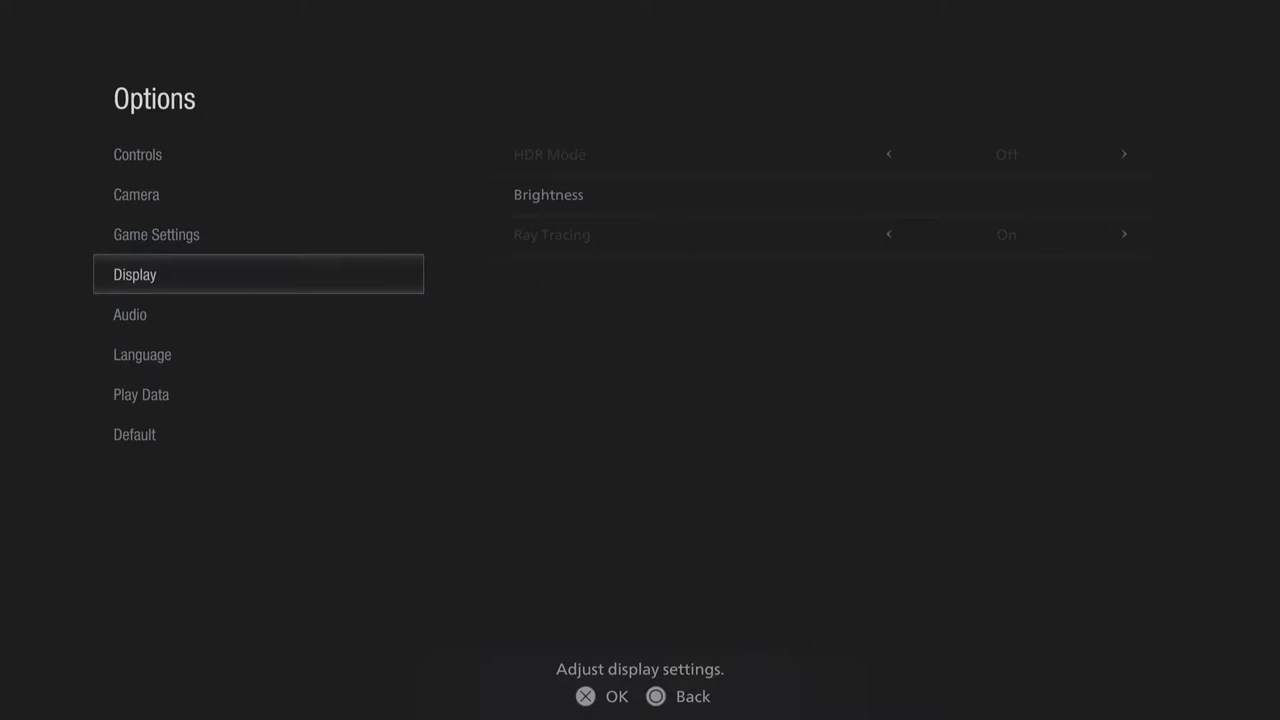 Options
Controls
Camera
Game Settings
Display
Audio
Language
Play Data
Default
HDR Mode Off
Brightness
Ray Tracing On
Adjust display settings.
OK Back